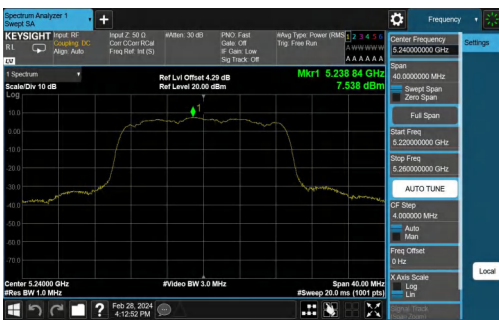 Spectrum Analyzer 1
Swept SA
Frequency
Settings
KEYSIGHT
RL
LV
Input: RF
Coupling: DC
Align: Auto
Input Z: 50 Ω
Corr CCorr RCal
Freq Ref: Int (S)
#Atten: 30 dB
PNO: Fast
Gate: Off
IF Gain: Low
Sig Track: Off
#Avg Type: Power (RMS
Trig: Free Run
1 2 3 4 5 6
A W W W W W
A A A A A A
1 Spectrum
Scale/Div 10 dB
Log
Ref Lvl Offset 4.29 dB
Ref Level 20.00 dBm
Mkr1 5.238 84 GHz
7.538 dBm
1
10.0
0.00
-10.0
-20.0
-30.0
-40.0
-50.0
-60.0
-70.0
Center 5.24000 GHz
#Res BW 1.0 MHz
#Video BW 3.0 MHz
Span 40.00 MHz
#Sweep 20.0 ms (1001 pts)
Feb 28, 2024
4:12:52 PM
Center Frequency
5.240000000 GHz
Span
40.0000000 MHz
Swept Span
Zero Span
Full Span
Start Freq
5.220000000 GHz
Stop Freq
5.260000000 GHz
AUTO TUNE
CF Step
4.000000 MHz
Auto
Man
Freq Offset
0 Hz
X Axis Scale
Log
Lin
Signal Track
Local